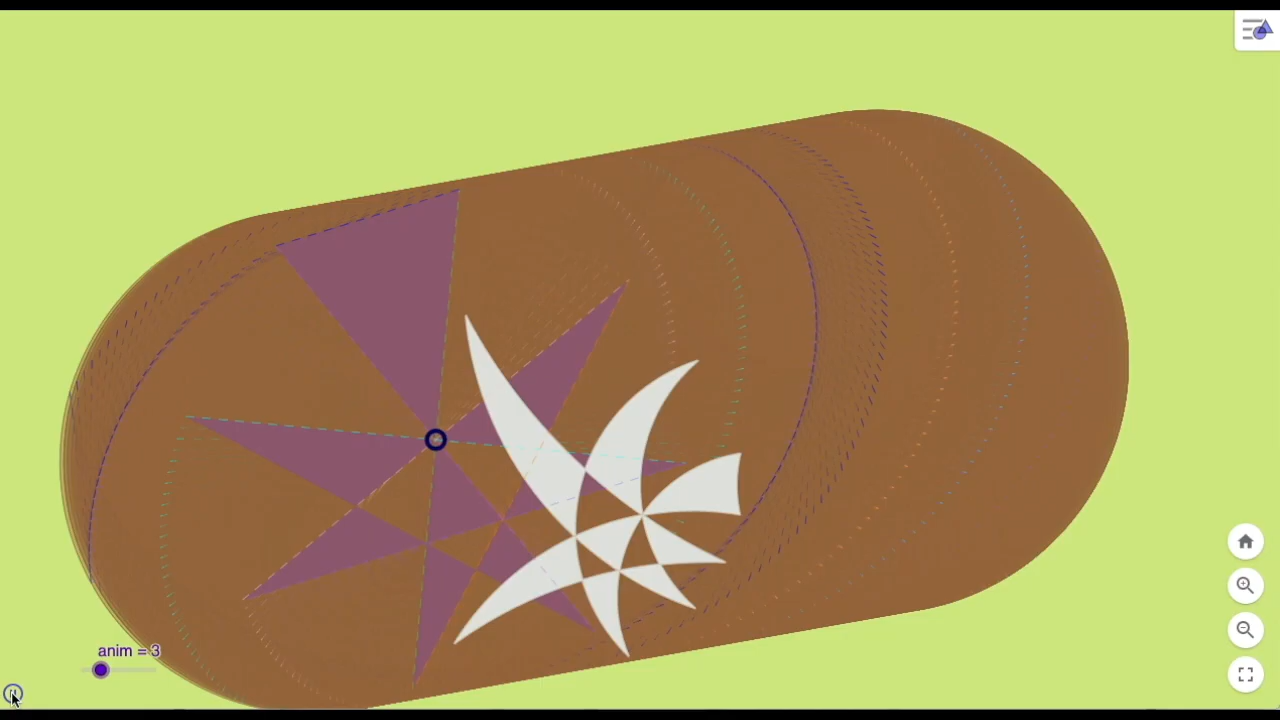 anim = 3